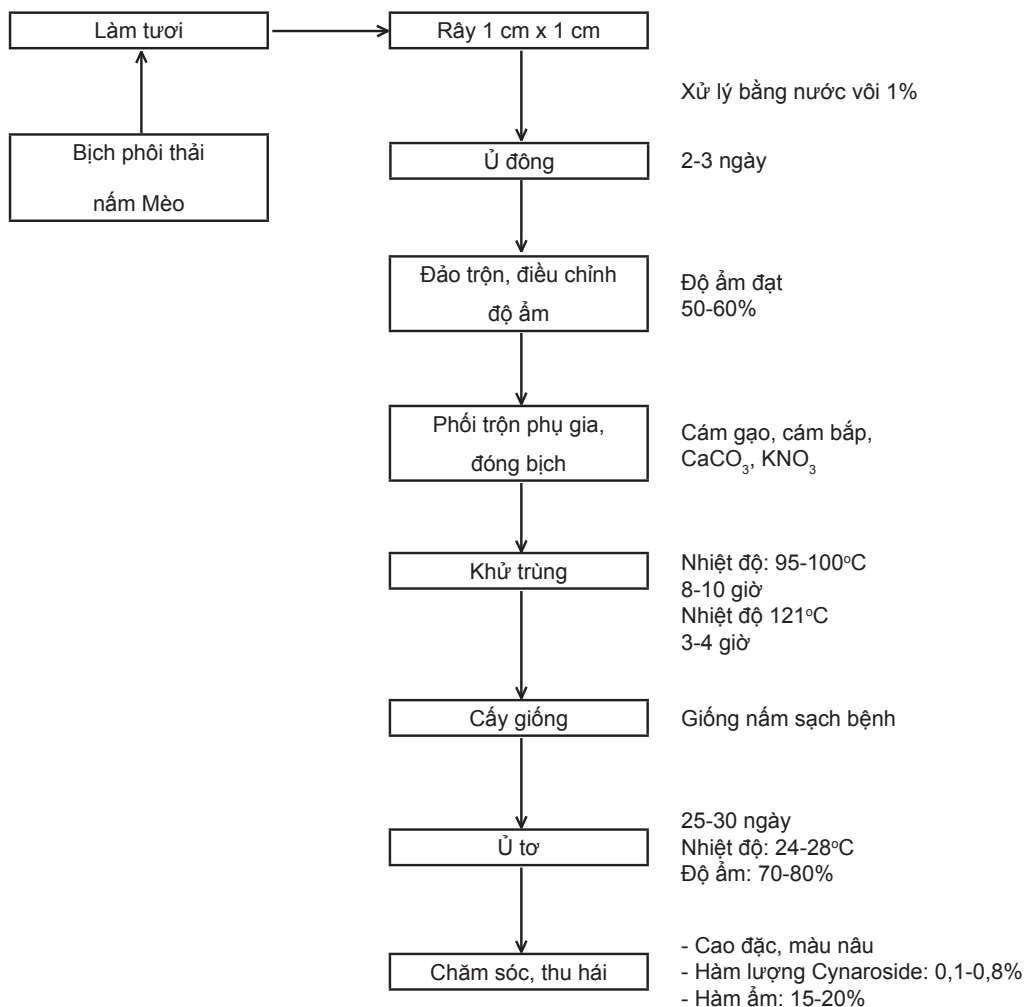 Làm tươi
Rây 1 cm x 1 cm
Xử lý bằng nước vôi 1%
Bịch phôi thải
nấm Mèo
Ủ đông
2-3 ngày
Đảo trộn, điều chỉnh
độ ẩm
Độ ẩm đạt
50-60%
Phối trộn phụ gia,
đóng bịch
Cám gạo, cám bắp,
CaCO₃, KNO₃
Khử trùng
Nhiệt độ: 95-100°C
8-10 giờ
Nhiệt độ 121°C
3-4 giờ
Cấy giống
Giống nấm sạch bệnh
Ủ tơ
25-30 ngày
Nhiệt độ: 24-28°C
Độ ẩm: 70-80%
Chăm sóc, thu hái
- Cao đặc, màu nâu
- Hàm lượng Cynaroside: 0,1-0,8%
- Hàm ẩm: 15-20%